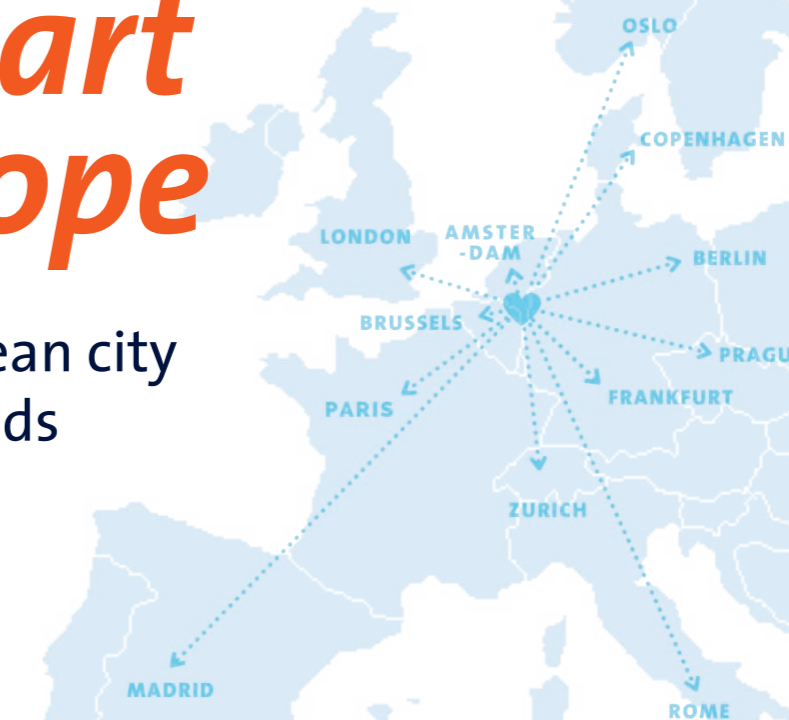 art
ope
ean city
ds
OSLO
COPENHAGEN
LONDON
AMSTER
-DAM
BERLIN
BRUSSELS
PRAGU
FRANKFURT
PARIS
ZURICH
MADRID
ROME